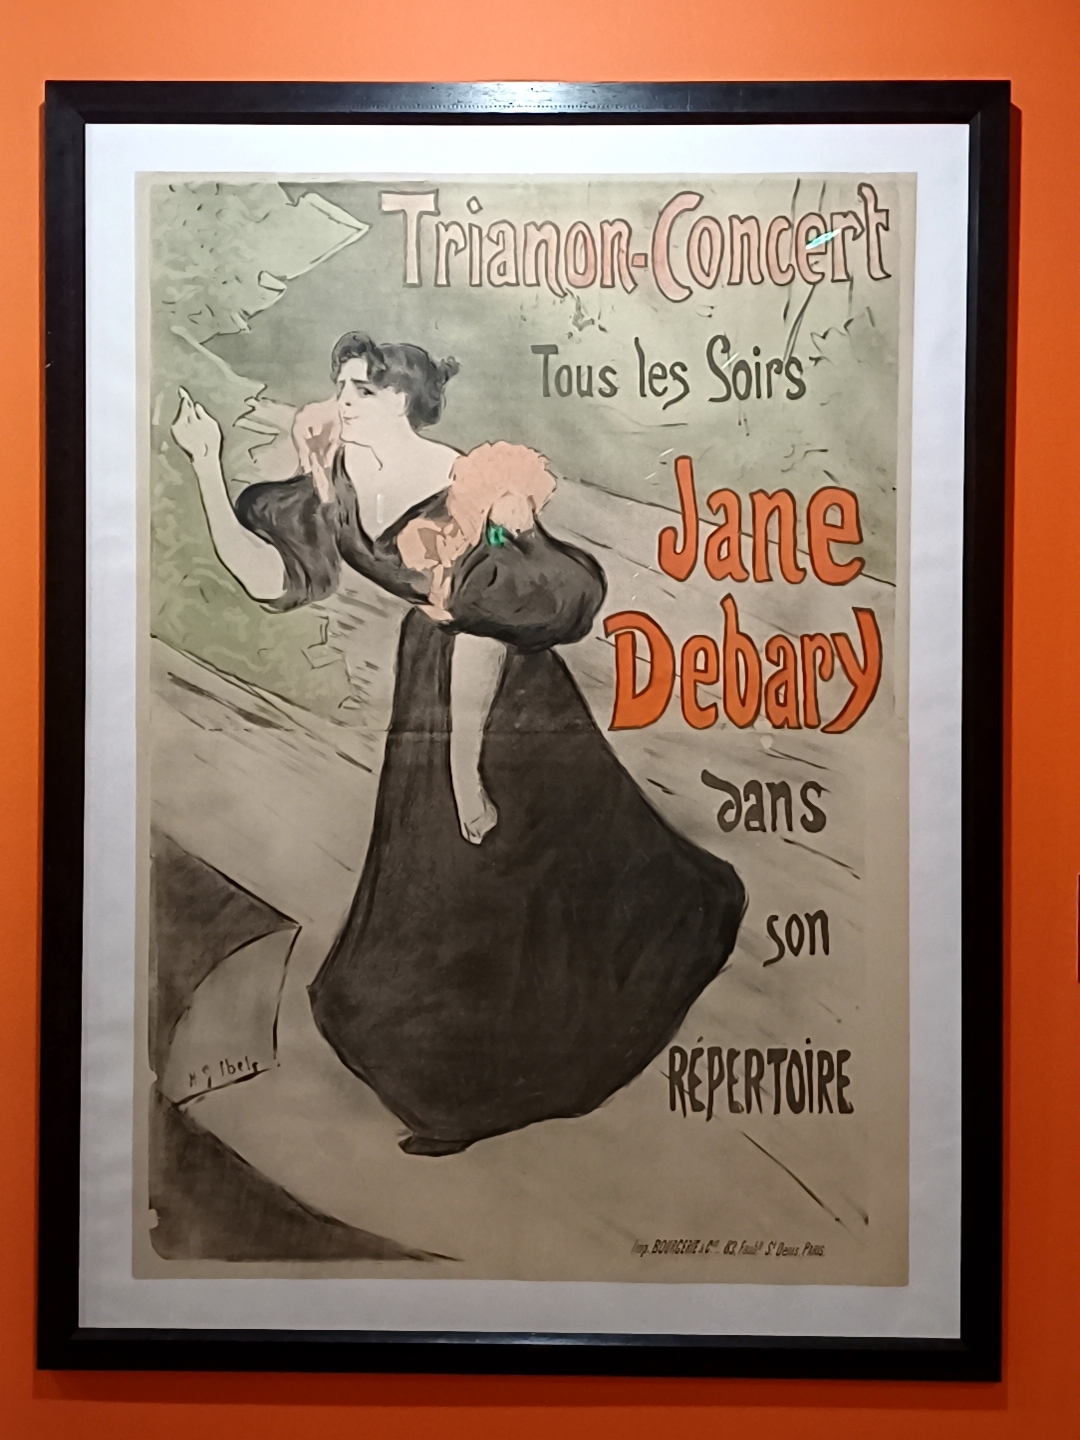 Trianon-Concert
Tous les Soirs
Jane
Debary
dans
son
RÉPERTOIRE
H G Ibels
Imp. BOURGERIE & Cie. 83, Faubg St Denis, PARIS.